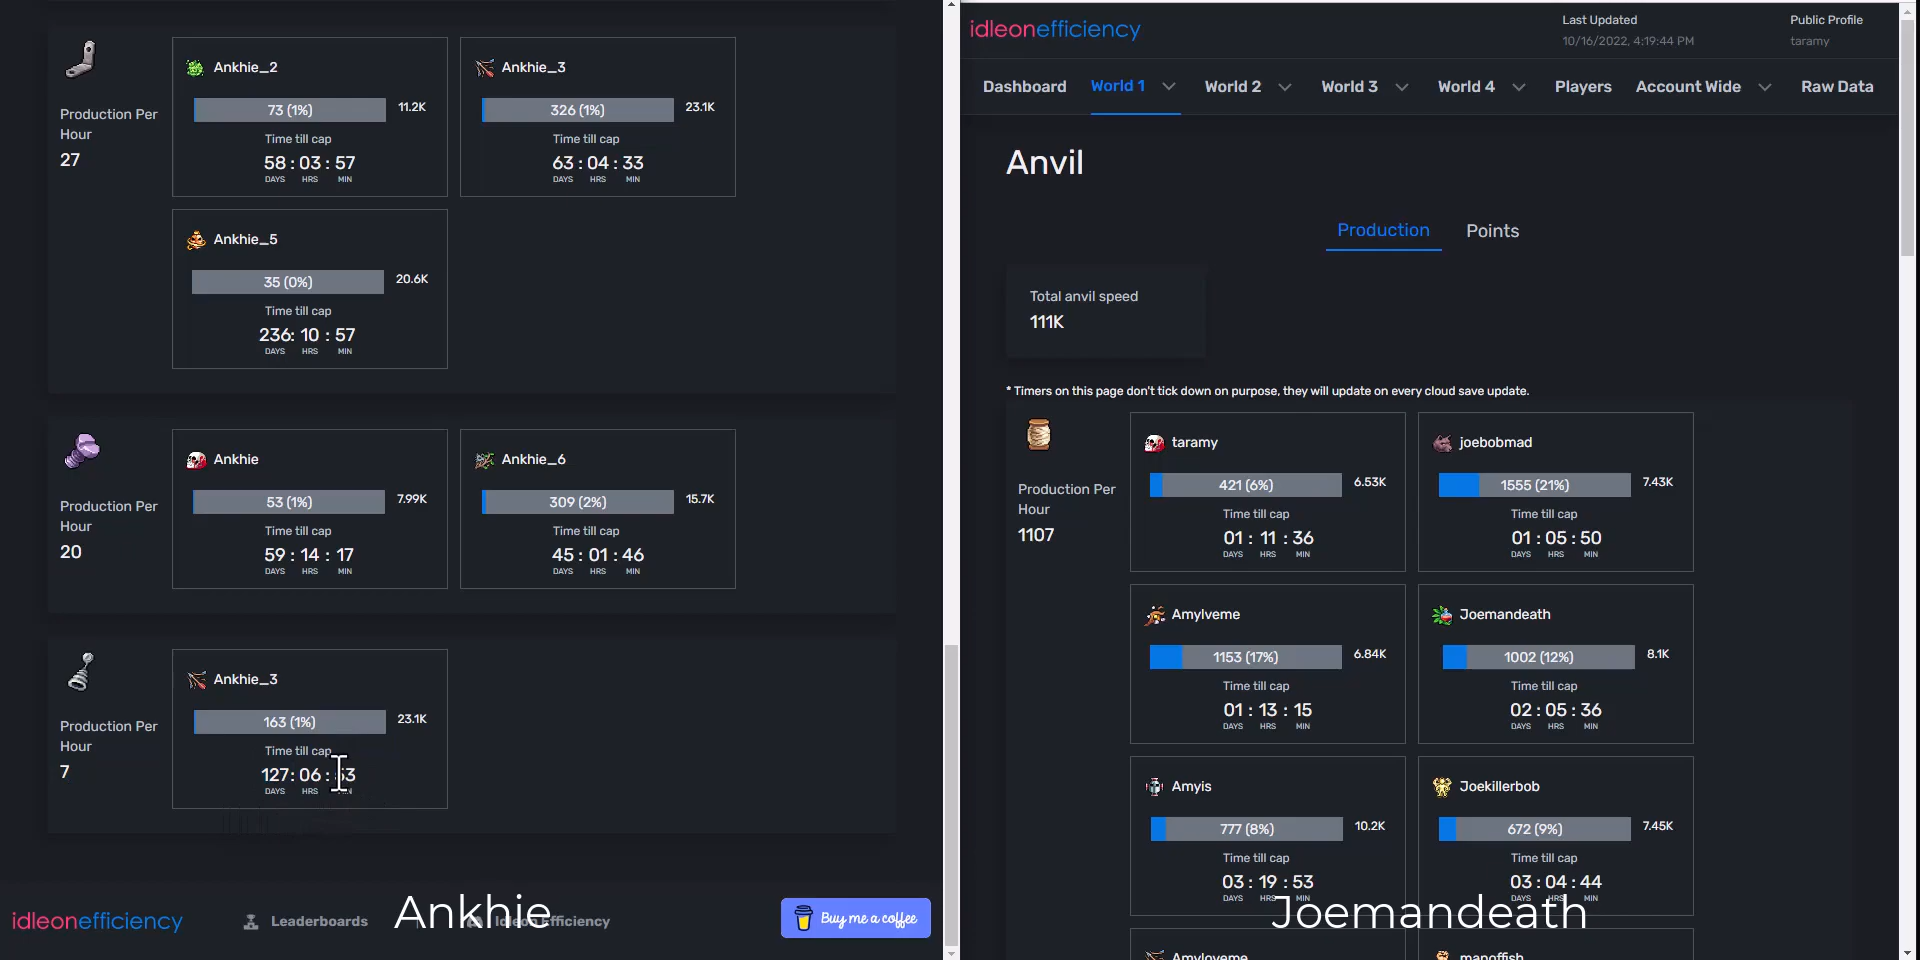 Production Per
Hour
27
Ankhie_2
73 (1%)
11.2K
Time till cap
58 : 03 : 57
DAYS HRS MIN
Ankhie_3
326 (1%)
23.1K
Time till cap
63 : 04 : 33
DAYS HRS MIN
Ankhie_5
35 (0%)
20.6K
Time till cap
236: 10 : 57
DAYS HRS MIN
Production Per
Hour
20
Ankhie
53 (1%)
7.99K
Time till cap
59 : 14 : 17
DAYS HRS MIN
Ankhie_6
309 (2%)
15.7K
Time till cap
45 : 01 : 46
DAYS HRS MIN
Production Per
Hour
7
Ankhie_3
163 (1%)
23.1K
Time till cap
127: 06 : 53
DAYS HRS
idleonefficiency
Leaderboards
Idleon Efficiency
Buy me a coffee
Ankhie
idleonefficiency
Last Updated
10/16/2022, 4:19:44 PM
Public Profile
taramy
Dashboard World 1 World 2 World 3 World 4 Players Account Wide Raw Data
Anvil
Production Points
Total anvil speed
111K
* Timers on this page don't tick down on purpose, they will update on every cloud save update.
Production Per
Hour
1107
taramy
421 (6%)
6.53K
Time till cap
01 : 11 : 36
DAYS HRS MIN
joebobmad
1555 (21%)
7.43K
Time till cap
01 : 05 : 50
DAYS HRS MIN
Amylveme
1153 (17%)
6.84K
Time till cap
01 : 13 : 15
DAYS HRS MIN
Joemandeath
1002 (12%)
8.1K
Time till cap
02 : 05 : 36
DAYS HRS MIN
Amyis
777 (8%)
10.2K
Time till cap
03 : 19 : 53
DAYS HRS MIN
Joekillerbob
672 (9%)
7.45K
Time till cap
03 : 04 : 44
DAYS HRS MIN
Amyloveme
manoffish
Joemandeath